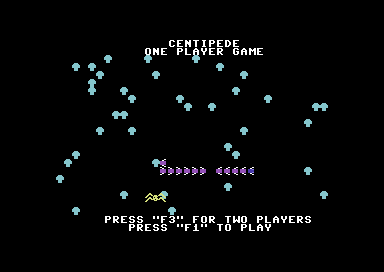 CENTIPEDE
ONE PLAYER GAME
PRESS "F3" FOR TWO PLAYERS
PRESS "F1" TO PLAY